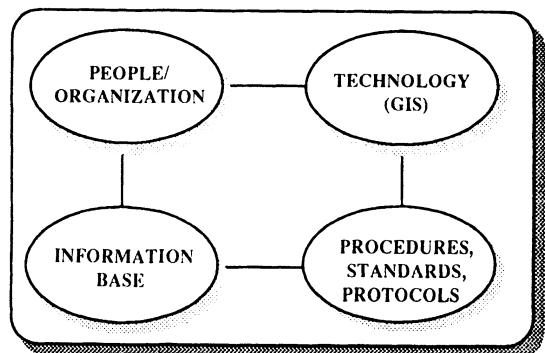 PEOPLE/
ORGANIZATION
TECHNOLOGY
(GIS)
INFORMATION
BASE
PROCEDURES,
STANDARDS,
PROTOCOLS